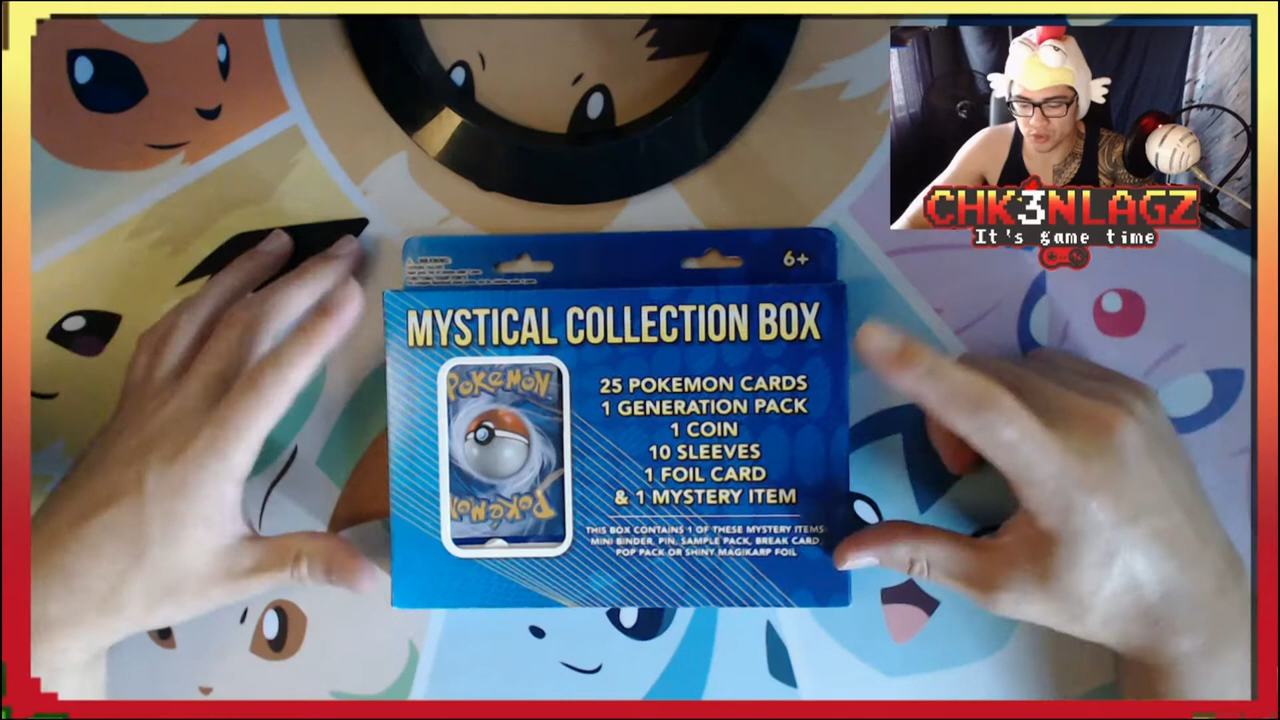 CHK3NLAGZ
It's game time
WARNING:
6+
MYSTICAL COLLECTION BOX
POKéMON
POKéMON
25 POKEMON CARDS
1 GENERATION PACK
1 COIN
10 SLEEVES
1 FOIL CARD
& 1 MYSTERY ITEM
THIS BOX CONTAINS 1 OF THESE MYSTERY ITEMS:
MINI BINDER, PIN, SAMPLE PACK, BREAK CARD,
POP PACK OR SHINY MAGIKARP FOIL